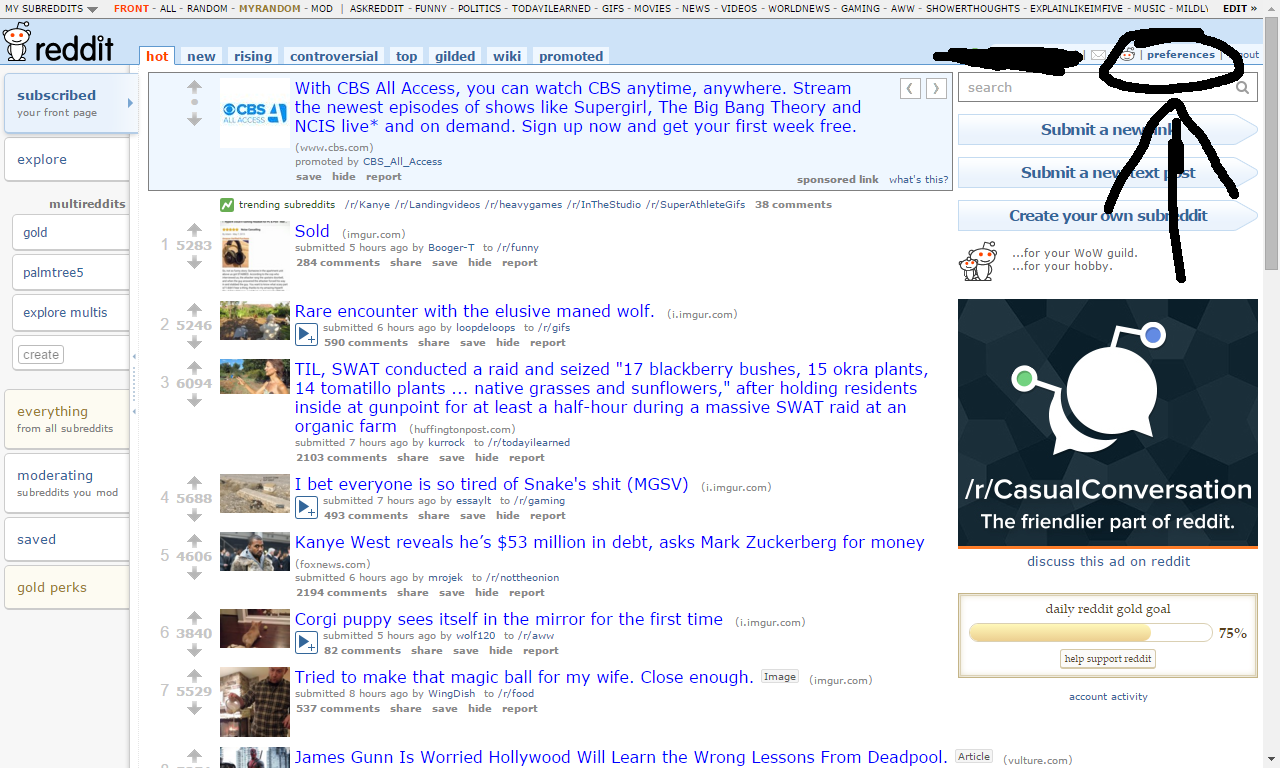 MY SUBREDDITS FRONT - ALL - RANDOM - MYRANDOM - MOD | ASKREDDIT - FUNNY - POLITICS - TODAYILEARNED - GIFS - MOVIES - NEWS - VIDEOS - WORLDNEWS - GAMING - AWW - SHOWERTHOUGHTS - EXPLAINLIKEIMFIVE - MUSIC - MILDLY EDIT »
reddit hot new rising controversial top gilded wiki promoted
| preferences |
subscribed
your front page
explore
multireddits
gold
palmtree5
explore multis
create
everything
from all subreddits
moderating
subreddits you mod
saved
gold perks
CBS
ALL ACCESS
With CBS All Access, you can watch CBS anytime, anywhere. Stream
the newest episodes of shows like Supergirl, The Big Bang Theory and
NCIS live* and on demand. Sign up now and get your first week free.
(www.cbs.com)
promoted by CBS_All_Access
save hide report
sponsored link what's this?
trending subreddits /r/Kanye /r/Landingvideos /r/heavygames /r/InTheStudio /r/SuperAthleteGifs 38 comments
1 5283 Sold (imgur.com)
submitted 5 hours ago by Booger-T to /r/funny
284 comments share save hide report
2 5246 Rare encounter with the elusive maned wolf. (i.imgur.com)
submitted 6 hours ago by loopdeloops to /r/gifs
590 comments share save hide report
3 6094 TIL, SWAT conducted a raid and seized "17 blackberry bushes, 15 okra plants,
14 tomatillo plants ... native grasses and sunflowers," after holding residents
inside at gunpoint for at least a half-hour during a massive SWAT raid at an
organic farm (huffingtonpost.com)
submitted 7 hours ago by kurrock to /r/todayilearned
2103 comments share save hide report
4 5688 I bet everyone is so tired of Snake's shit (MGSV) (i.imgur.com)
submitted 7 hours ago by essaylt to /r/gaming
493 comments share save hide report
5 4606 Kanye West reveals he's $53 million in debt, asks Mark Zuckerberg for money
(foxnews.com)
submitted 6 hours ago by mrojek to /r/nottheonion
2194 comments share save hide report
6 3840 Corgi puppy sees itself in the mirror for the first time (i.imgur.com)
submitted 5 hours ago by wolf120 to /r/aww
82 comments share save hide report
7 5529 Tried to make that magic ball for my wife. Close enough. Image (imgur.com)
submitted 8 hours ago by WingDish to /r/food
537 comments share save hide report
James Gunn Is Worried Hollywood Will Learn the Wrong Lessons From Deadpool. Article (vulture.com)
search
Submit a new link
Submit a new text post
Create your own subreddit
...for your WoW guild.
...for your hobby.
/r/CasualConversation
The friendlier part of reddit.
discuss this ad on reddit
daily reddit gold goal
75%
help support reddit
account activity